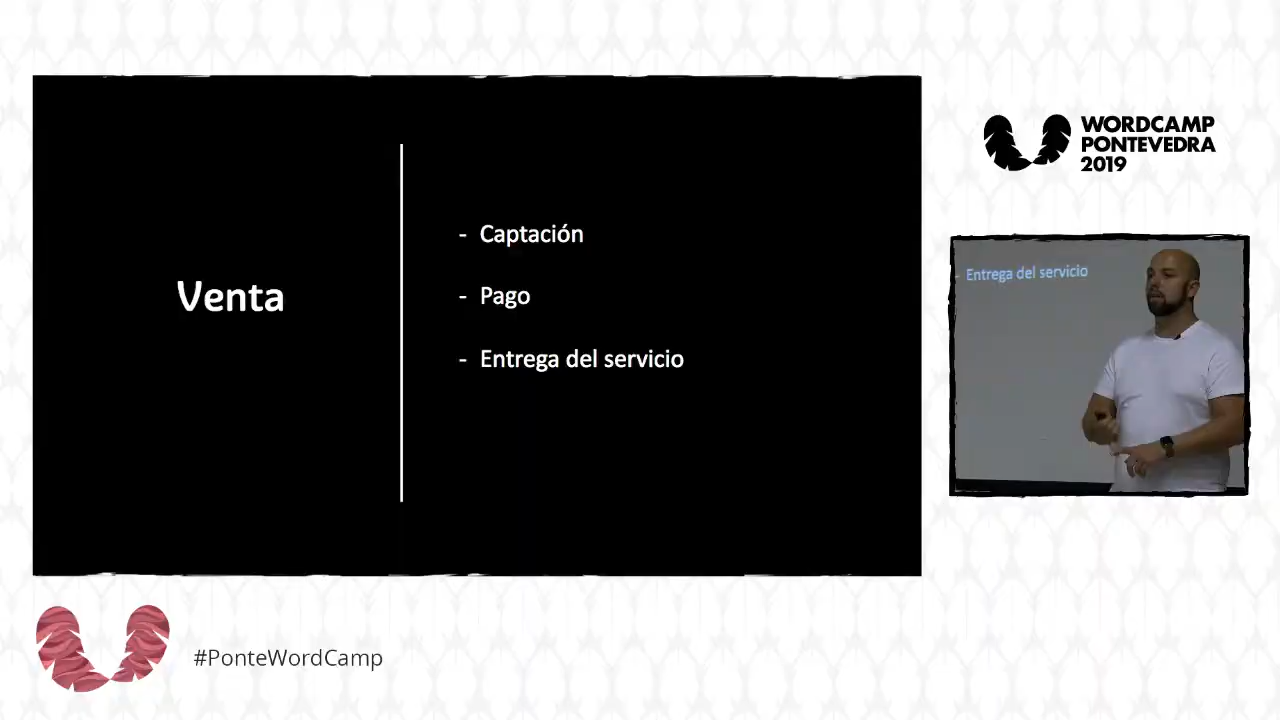 WORDCAMP
PONTEVEDRA
2019
Venta
- Captación
- Pago
- Entrega del servicio
- Entrega del servicio
#PonteWordCamp